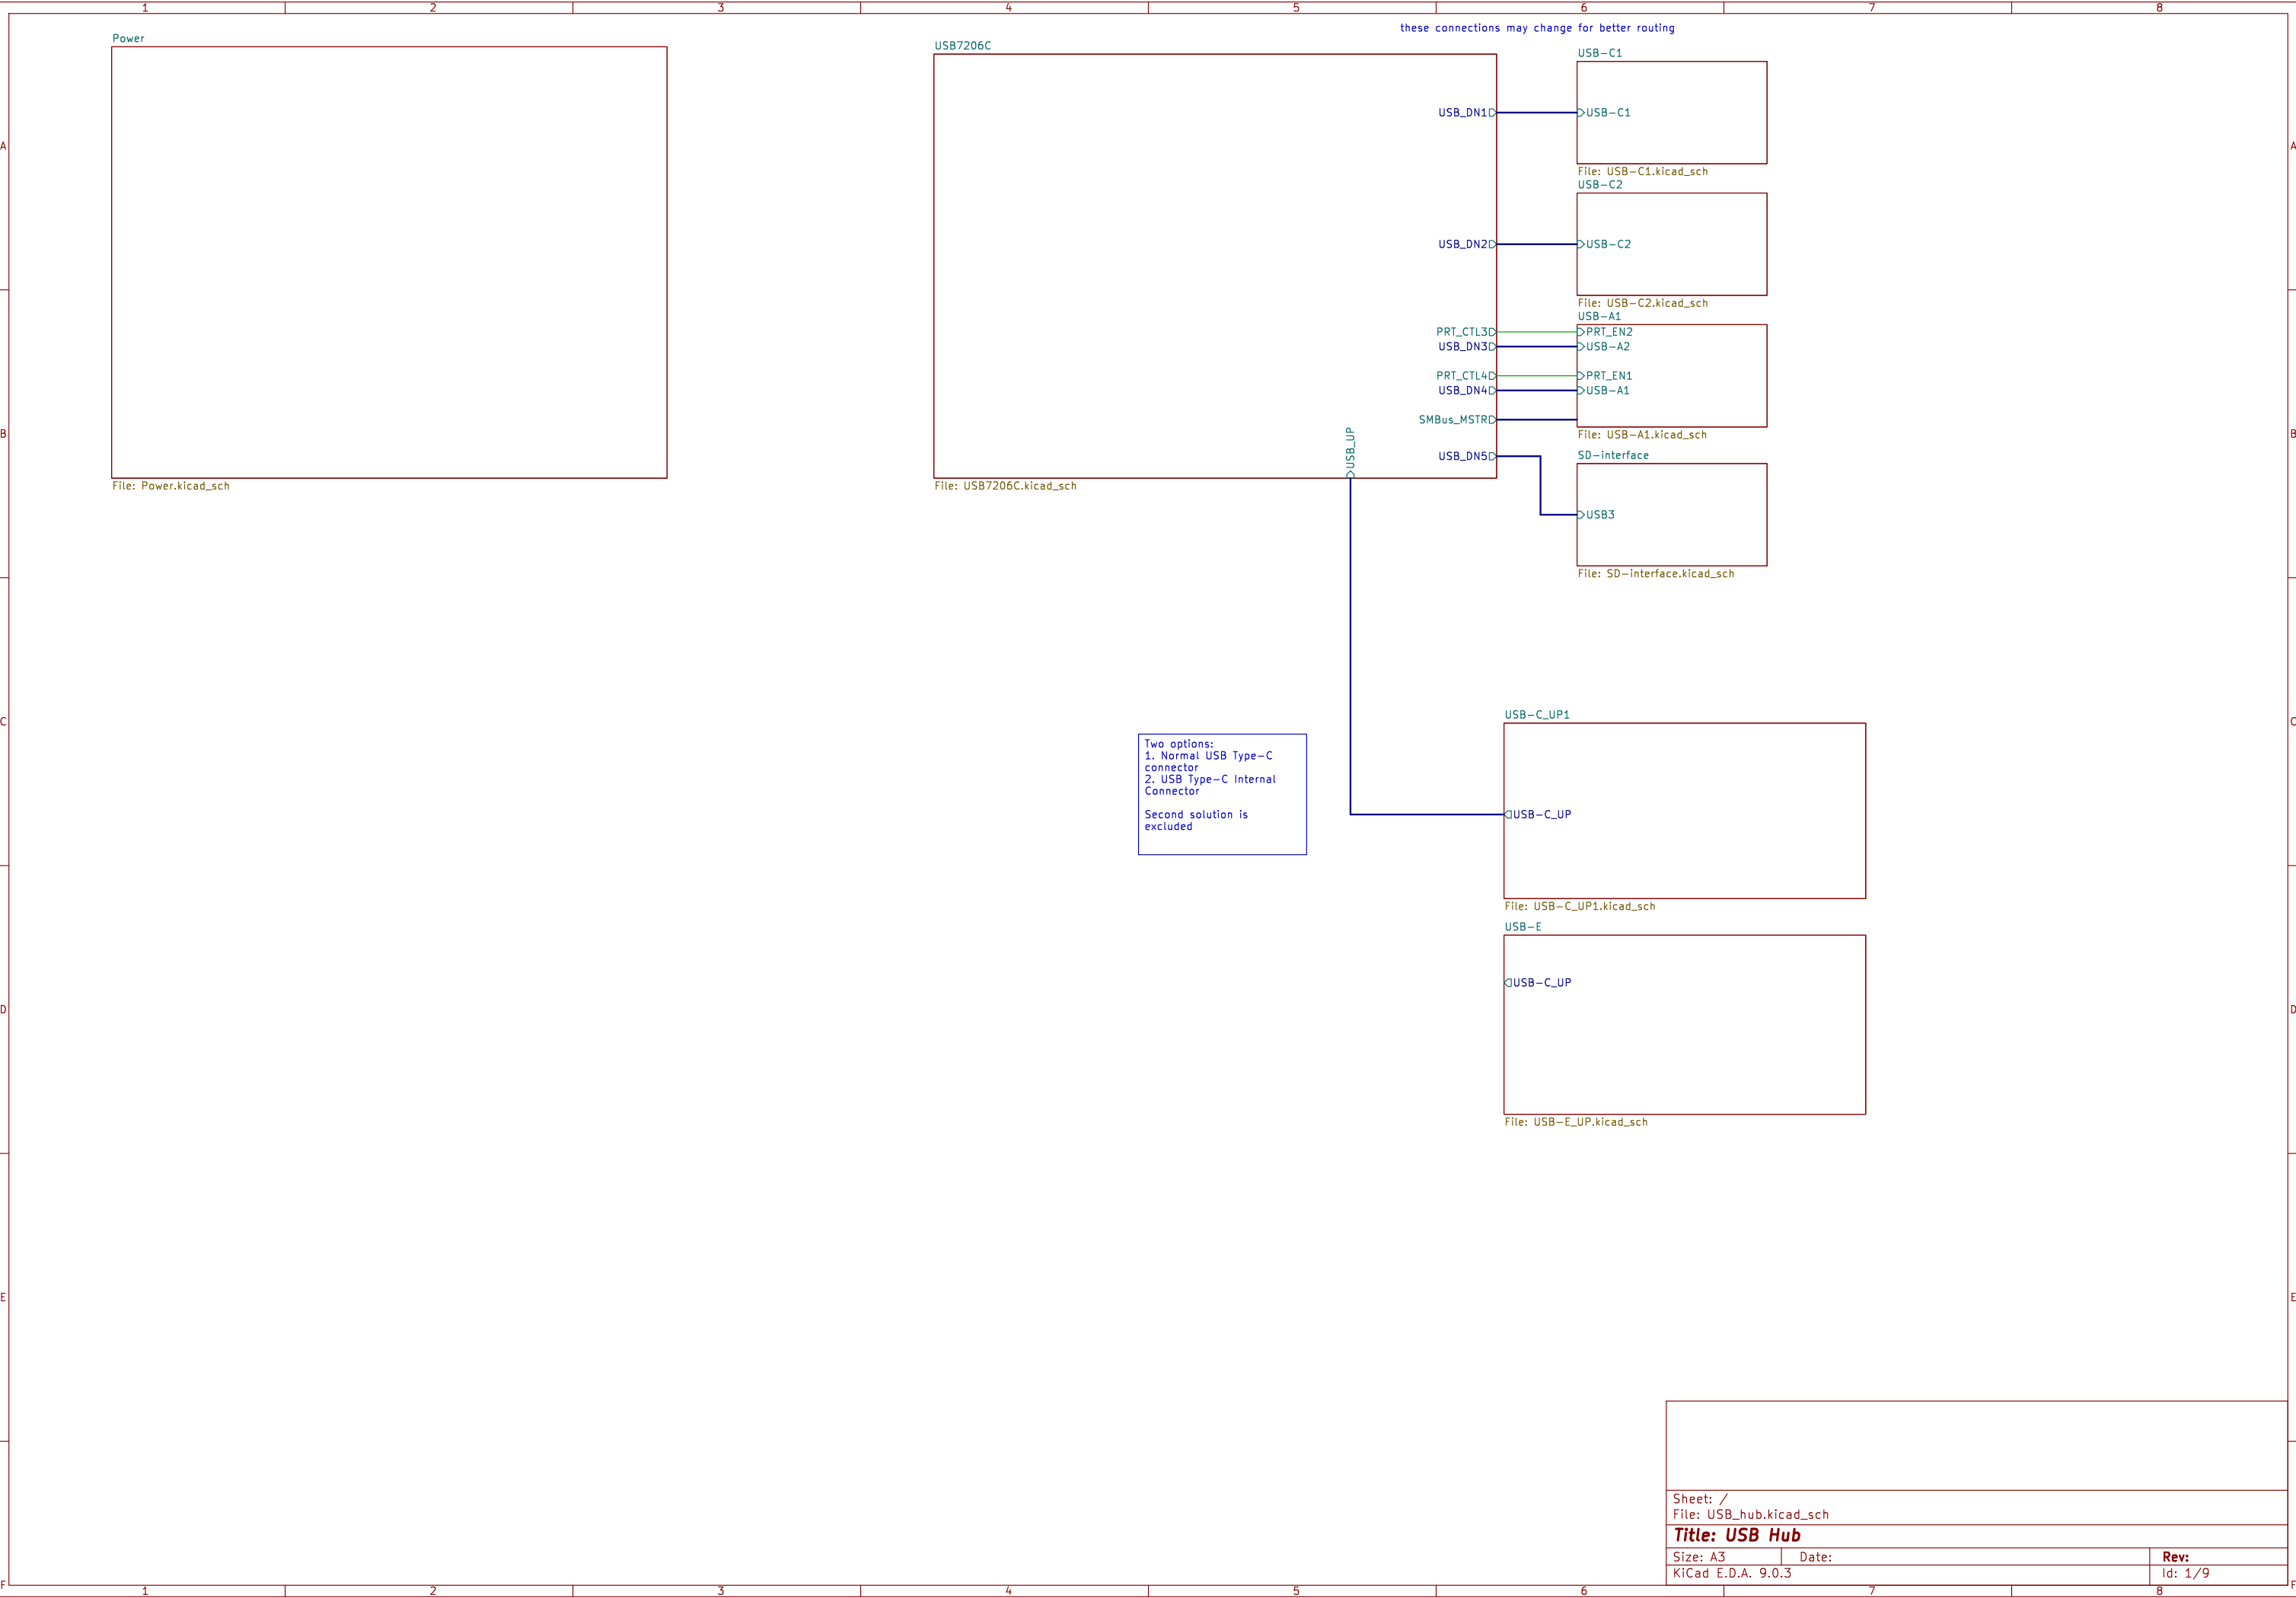 1 2 3 4 5 6 7 8
these connections may change for better routing
Power
File: Power.kicad_sch
USB7206C
USB_DN1
USB_DN2
PRT_CTL3
USB_DN3
PRT_CTL4
USB_DN4
SMBus_MSTR
USB_DN5
USB_UP
File: USB7206C.kicad_sch
USB-C1
USB-C1
File: USB-C1.kicad_sch
USB-C2
USB-C2
File: USB-C2.kicad_sch
USB-A1
PRT_EN2
USB-A2
PRT_EN1
USB-A1
File: USB-A1.kicad_sch
SD-interface
USB3
File: SD-interface.kicad_sch
Two options:
1. Normal USB Type-C
connector
2. USB Type-C Internal
Connector
Second solution is
excluded
USB-C_UP1
USB-C_UP
File: USB-C_UP1.kicad_sch
USB-E
USB-C_UP
File: USB-E_UP.kicad_sch
A A
B B
C C
D D
E E
F F
Sheet: /
File: USB_hub.kicad_sch
Title: USB Hub
Size: A3 Date: Rev:
KiCad E.D.A. 9.0.3 Id: 1/9
1 2 3 4 5 6 7 8